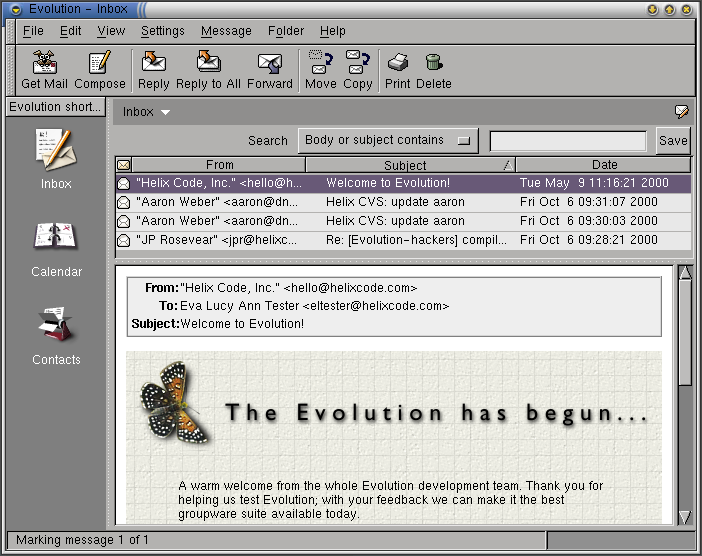 Evolution - Inbox
File Edit View Settings Message Folder Help
Get Mail Compose Reply Reply to All Forward Move Copy Print Delete
Evolution short...
Inbox
Search Body or subject contains Save
From Subject Date
"Helix Code, Inc." <hello@h... Welcome to Evolution! Tue May 9 11:16:21 2000
"Aaron Weber" <aaron@dn... Helix CVS: update aaron Fri Oct 6 09:31:07 2000
"Aaron Weber" <aaron@dn... Helix CVS: update aaron Fri Oct 6 09:30:03 2000
"JP Rosevear" <jpr@helixc... Re: [Evolution-hackers] compil... Fri Oct 6 09:28:21 2000
Inbox
Calendar
Contacts
From: "Helix Code, Inc." <hello@helixcode.com>
To: Eva Lucy Ann Tester <eltester@helixcode.com>
Subject: Welcome to Evolution!
The Evolution has begun...
A warm welcome from the whole Evolution development team. Thank you for
helping us test Evolution; with your feedback we can make it the best
groupware suite available today.
Marking message 1 of 1